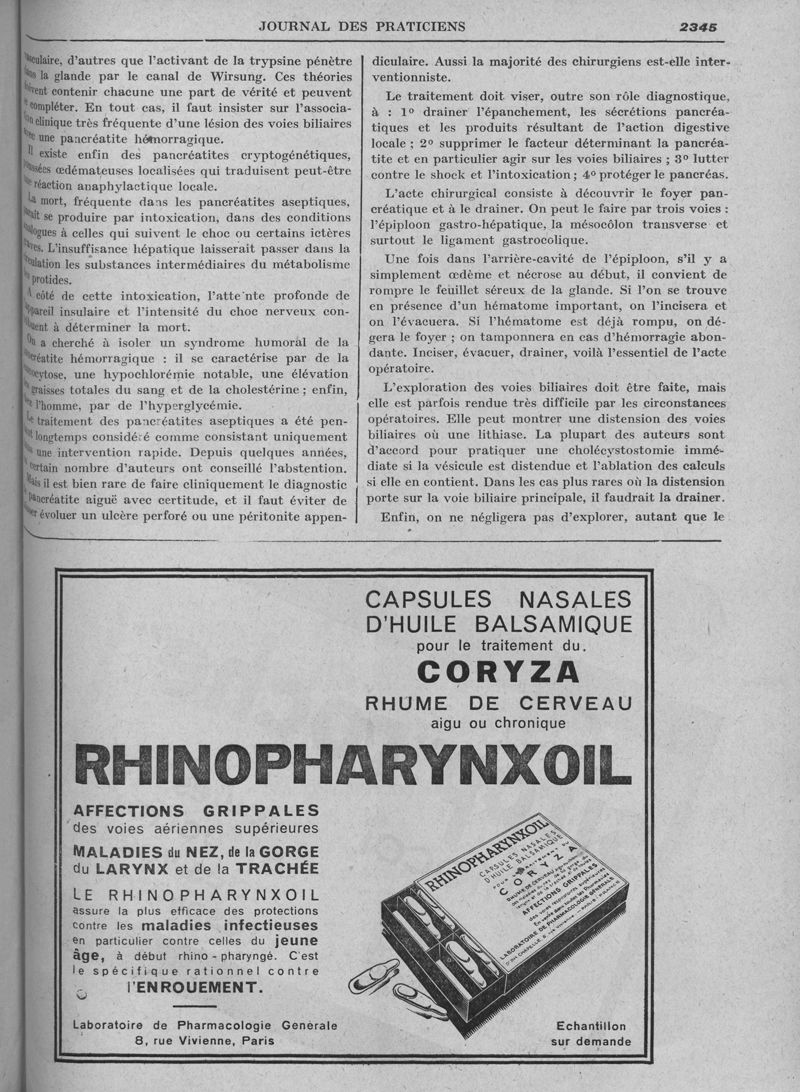 JOURNAL DES PRATICIENS 2345
d'autres que l'activant de la trypsine pénètre
la glande par le canal de Wirsung. Ces théories
contenir chacune une part de vérité et peuvent
compléter. En tout cas, il faut insister sur l'associa-
clinique très fréquente d'une lésion des voies biliaires
une pancréatite hémorragique.
Il existe enfin des pancréatites cryptogénétiques,
œdémateuses localisées qui traduisent peut-être
réaction anaphylactique locale.
La mort, fréquente dans les pancréatites aseptiques,
se produire par intoxication, dans des conditions
à celles qui suivent le choc ou certains ictères
L'insuffisance hépatique laisserait passer dans la
les substances intermédiaires du métabolisme
protides.
A côté de cette intoxication, l'atteinte profonde de
insulaire et l'intensité du choc nerveux con-
à déterminer la mort.
On a cherché à isoler un syndrome humoral de la
hémorragique : il se caractérise par de la
une hypochlorémie notable, une élévation
graisses totales du sang et de la cholestérine ; enfin,
l'homme, par de l'hyperglycémie.
Le traitement des pancréatites aseptiques a été pen-
longtemps considéré comme consistant uniquement
une intervention rapide. Depuis quelques années,
certain nombre d'auteurs ont conseillé l'abstention.
Mais il est bien rare de faire cliniquement le diagnostic
pancréatite aiguë avec certitude, et il faut éviter de
évoluer un ulcère perforé ou une péritonite appen-
diculaire. Aussi la majorité des chirurgiens est-elle inter-
ventionniste.
Le traitement doit viser, outre son rôle diagnostique,
à : 1º drainer l'épanchement, les sécrétions pancréa-
tiques et les produits résultant de l'action digestive
locale ; 2º supprimer le facteur déterminant la pancréa-
tite et en particulier agir sur les voies biliaires ; 3º lutter
contre le shock et l'intoxication ; 4º protéger le pancréas.
L'acte chirurgical consiste à découvrir le foyer pan-
créatique et à le drainer. On peut le faire par trois voies :
l'épiploon gastro-hépatique, la mésocôlon transverse et
surtout le ligament gastrocolique.
Une fois dans l'arrière-cavité de l'épiploon, s'il y a
simplement œdème et nécrose au début, il convient de
rompre le feuillet séreux de la glande. Si l'on se trouve
en présence d'un hématome important, on l'incisera et
on l'évacuera. Si l'hématome est déjà rompu, on dé-
gera le foyer ; on tamponnera en cas d'hémorragie abon-
dante. Inciser, évacuer, drainer, voilà l'essentiel de l'acte
opératoire.
L'exploration des voies biliaires doit être faite, mais
elle est parfois rendue très difficile par les circonstances
opératoires. Elle peut montrer une distension des voies
biliaires où une lithiase. La plupart des auteurs sont
d'accord pour pratiquer une cholécystostomie immé-
diate si la vésicule est distendue et l'ablation des calculs
si elle en contient. Dans les cas plus rares où la distension
porte sur la voie biliaire principale, il faudrait la drainer.
Enfin, on ne négligera pas d'explorer, autant que le
CAPSULES NASALES
D'HUILE BALSAMIQUE
pour le traitement du.
CORYZA
RHUME DE CERVEAU
aigu ou chronique
RHINOPHARYNXOIL
AFFECTIONS GRIPPALES
des voies aériennes supérieures
MALADIES du NEZ, de la GORGE
du LARYNX et de la TRACHÉE
LE RHINOPHARYNXOIL
assure la plus efficace des protections
contre les maladies infectieuses
en particulier contre celles du jeune
âge, à début rhino-pharyngé. C'est
le spécifique rationnel contre
l'ENROUEMENT.
Laboratoire de Pharmacologie Générale
8, rue Vivienne, Paris
RHINOPHARYNXOIL
CAPSULES NASALES
D'HUILE BALSAMIQUE
CORYZA
RHUME DE CERVEAU
AFFECTIONS GRIPPALES
des voies respiratoires supérieures
LABORATOIRE DE PHARMACOLOGIE GÉNÉRALE
Echantillon
sur demande